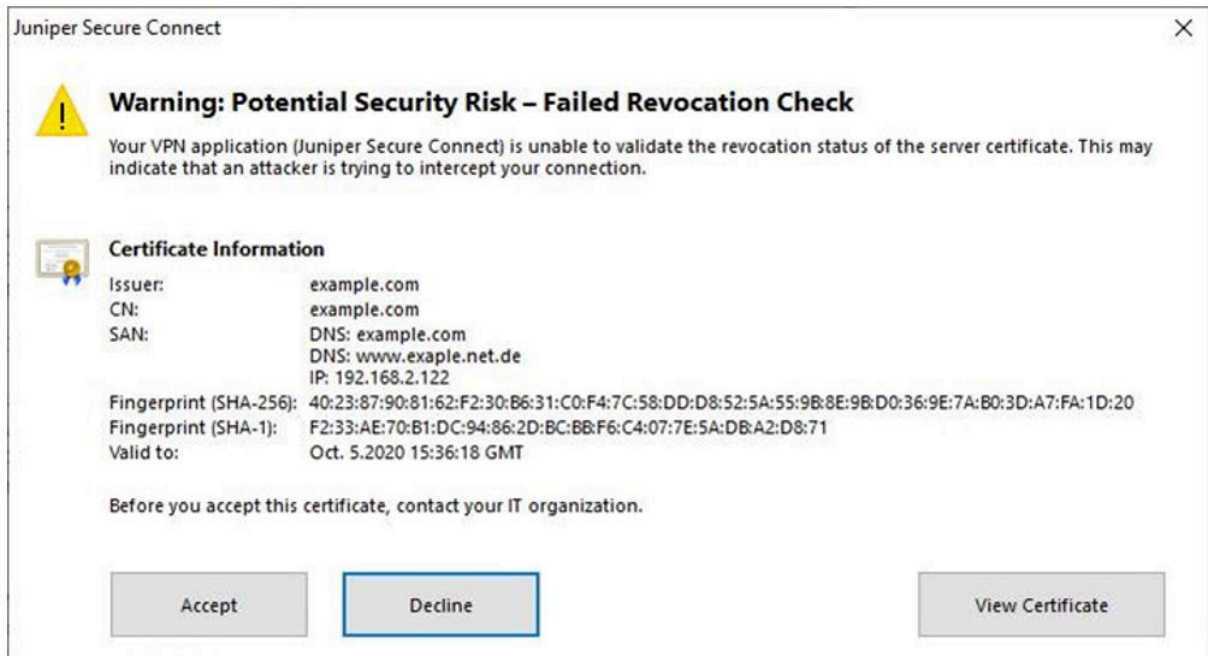 Juniper Secure Connect
Warning: Potential Security Risk – Failed Revocation Check
Your VPN application (Juniper Secure Connect) is unable to validate the revocation status of the server certificate. This may
indicate that an attacker is trying to intercept your connection.
Certificate Information
Issuer: example.com
CN: example.com
SAN: DNS: example.com
DNS: www.exaple.net.de
IP: 192.168.2.122
Fingerprint (SHA-256): 40:23:87:90:81:62:F2:30:B6:31:C0:F4:7C:58:DD:D8:52:5A:55:9B:8E:9B:D0:36:9E:7A:B0:3D:A7:FA:1D:20
Fingerprint (SHA-1): F2:33:AE:70:B1:DC:94:86:2D:BC:BB:F6:C4:07:7E:5A:DB:A2:D8:71
Valid to: Oct. 5.2020 15:36:18 GMT
Before you accept this certificate, contact your IT organization.
Accept Decline View Certificate